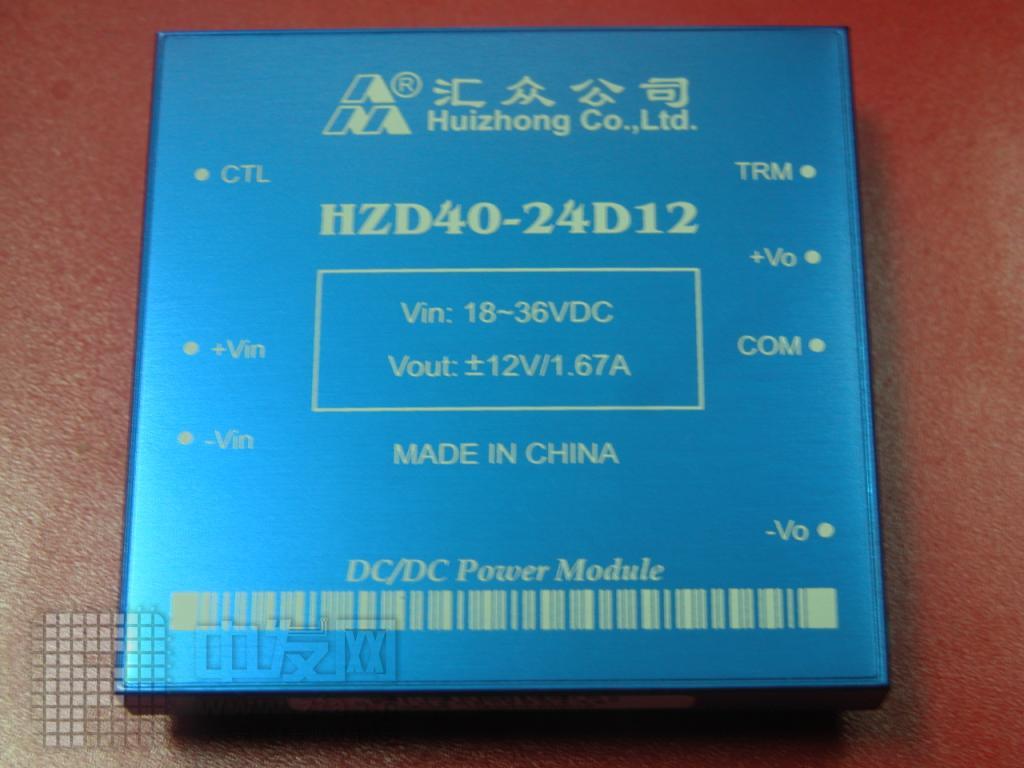 ® 汇众公司
Huizhong Co.,Ltd.
CTL
TRM
HZD40-24D12
+Vo
Vin: 18~36VDC
COM
+Vin
Vout: ±12V/1.67A
-Vin
MADE IN CHINA
-Vo
DC/DC Power Module
中发网